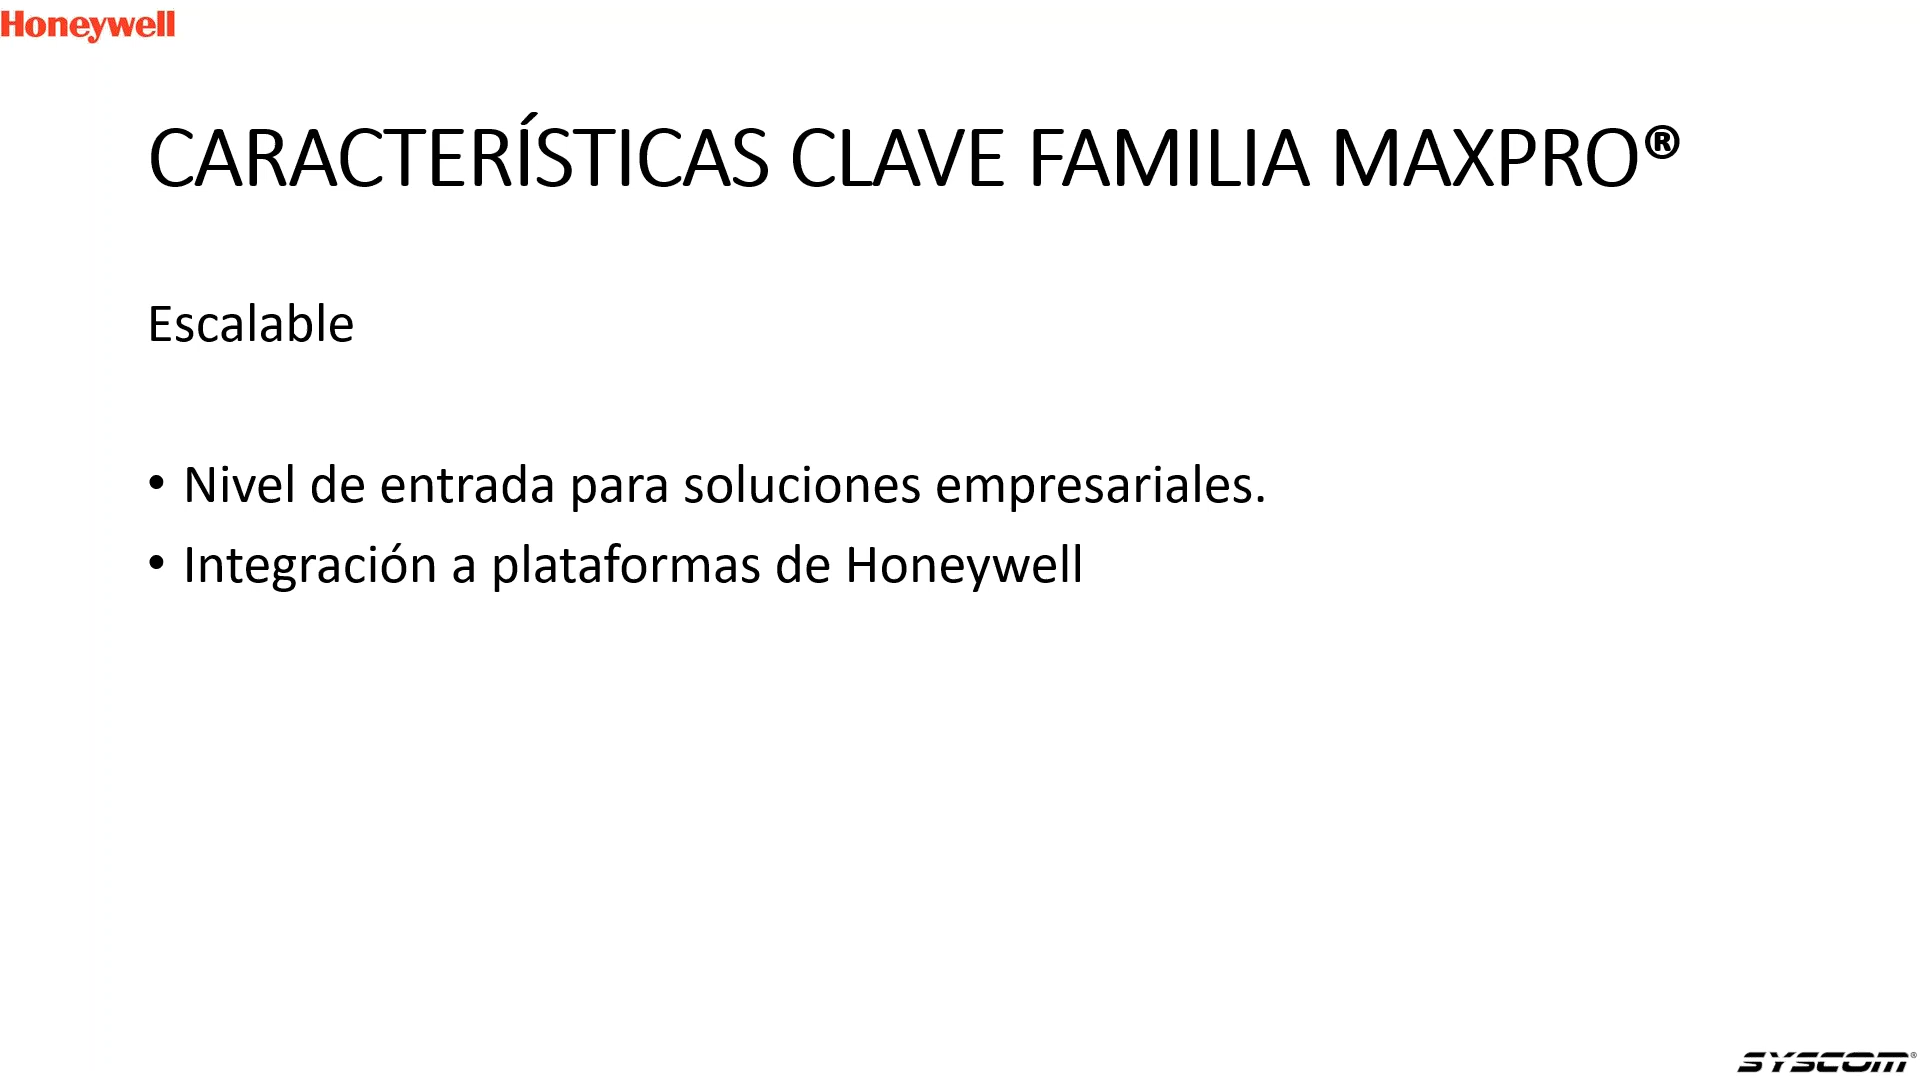 Honeywell
CARACTERÍSTICAS CLAVE FAMILIA MAXPRO®
Escalable
• Nivel de entrada para soluciones empresariales.
• Integración a plataformas de Honeywell
SYSCOM®